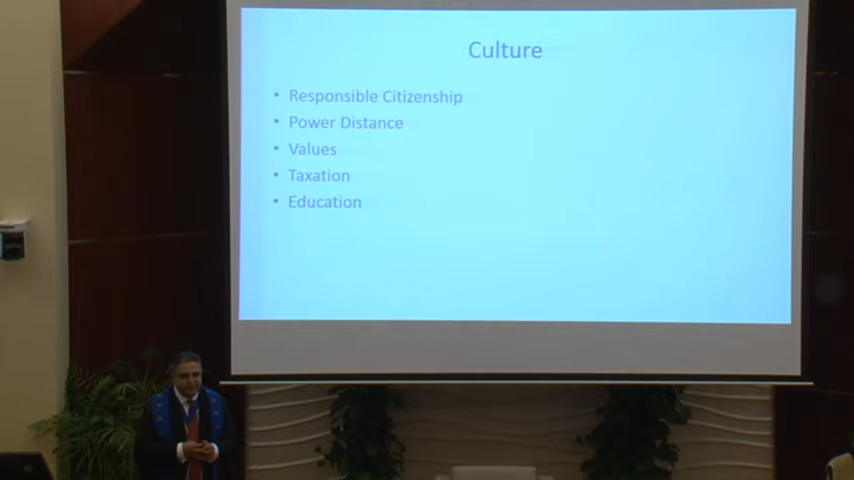 Culture
• Responsible Citizenship
• Power Distance
• Values
• Taxation
• Education